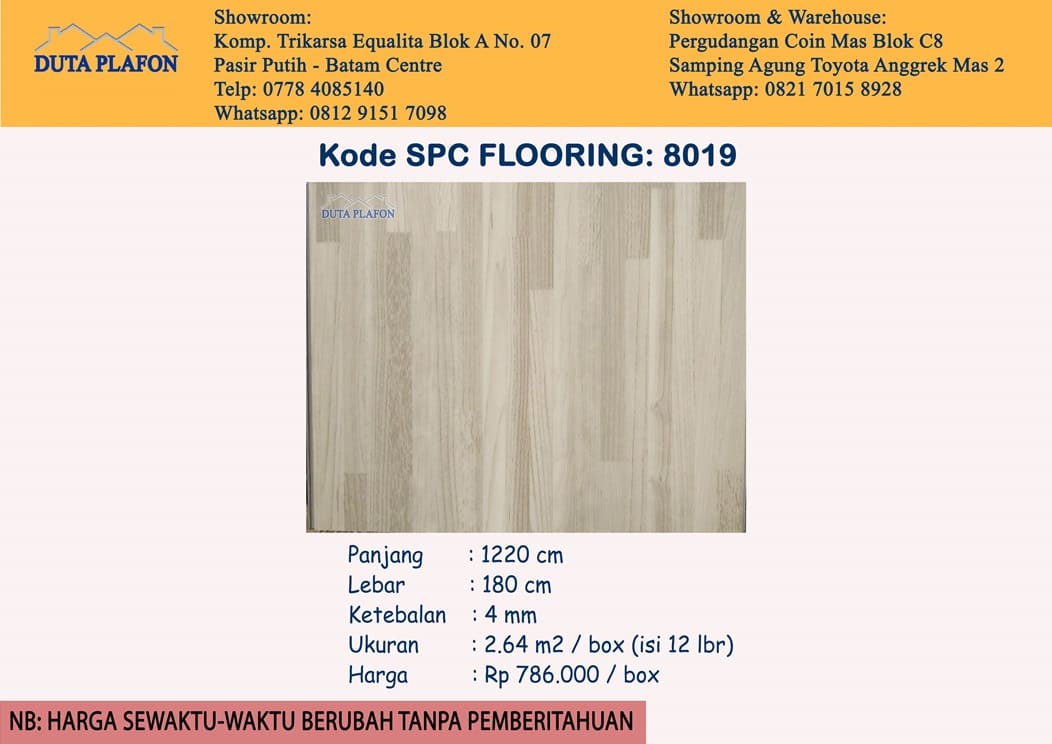 DUTA PLAFON
Showroom:
Komp. Trikarsa Equalita Blok A No. 07
Pasir Putih - Batam Centre
Telp: 0778 4085140
Whatsapp: 0812 9151 7098
Showroom & Warehouse:
Pergudangan Coin Mas Blok C8
Samping Agung Toyota Anggrek Mas 2
Whatsapp: 0821 7015 8928
Kode SPC FLOORING: 8019
DUTA PLAFON
Panjang : 1220 cm
Lebar : 180 cm
Ketebalan : 4 mm
Ukuran : 2.64 m2 / box (isi 12 lbr)
Harga : Rp 786.000 / box
NB: HARGA SEWAKTU-WAKTU BERUBAH TANPA PEMBERITAHUAN